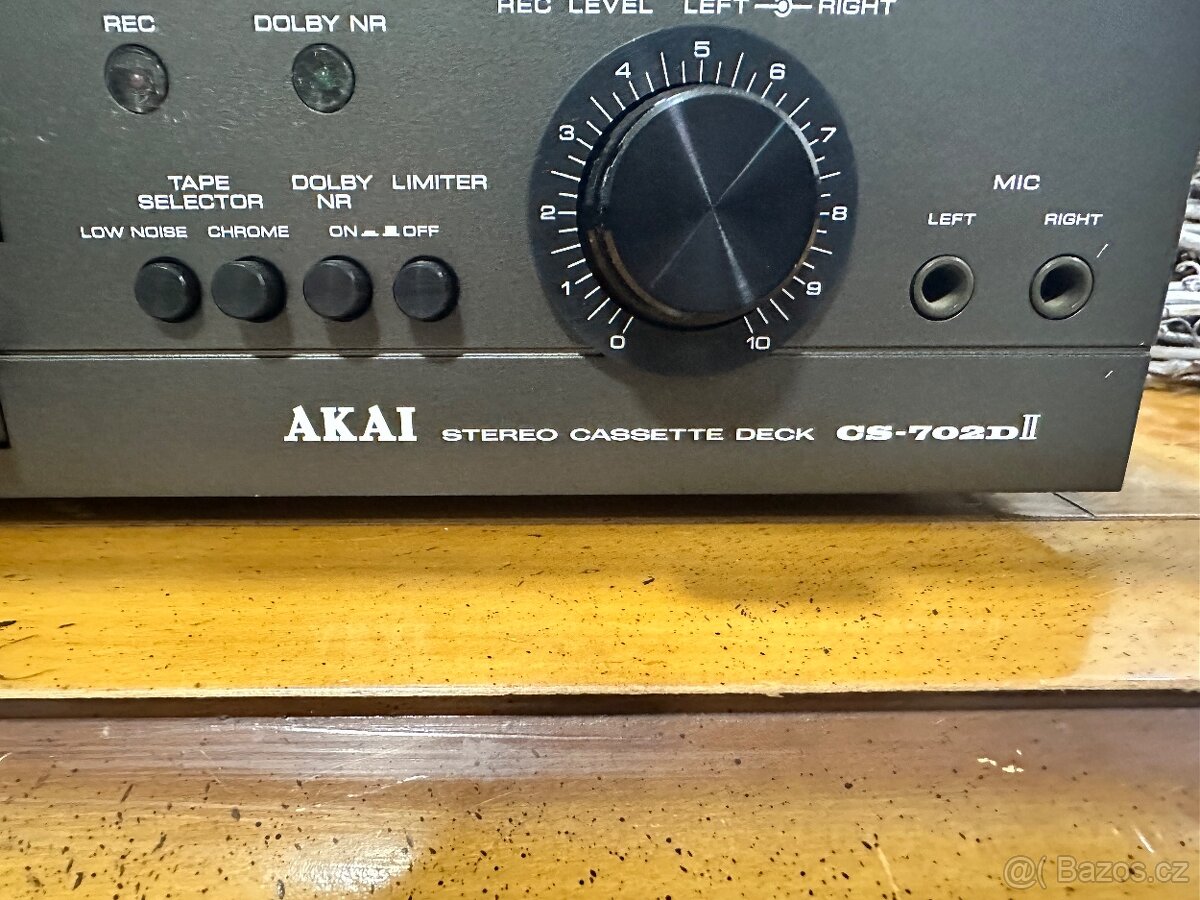 REC DOLBY NR
REC LEVEL LEFT RIGHT
0 1 2 3 4 5 6 7 8 9 10
TAPE SELECTOR
DOLBY NR
LIMITER
LOW NOISE CHROME ON OFF
MIC
LEFT RIGHT
AKAI STEREO CASSETTE DECK CS-702D II
Bazos.cz